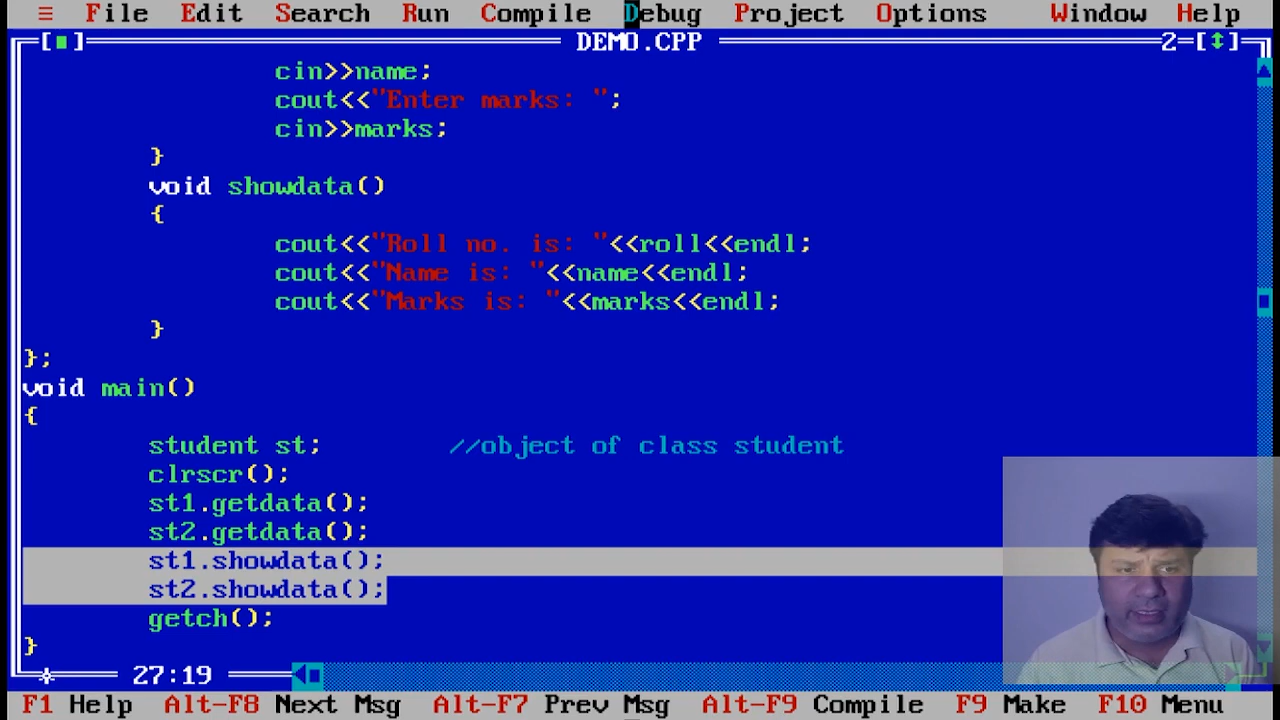 ≡ File Edit Search Run Compile Debug Project Options Window Help
[■] DEMO.CPP 2=[↕]
cin>>name;
cout<<"Enter marks: ";
cin>>marks;
}
void showdata()
{
cout<<"Roll no. is: "<<roll<<endl;
cout<<"Name is: "<<name<<endl;
cout<<"Marks is: "<<marks<<endl;
}
};
void main()
{
student st; //object of class student
clrscr();
st1.getdata();
st2.getdata();
st1.showdata();
st2.showdata();
getch();
}
27:19
F1 Help Alt-F8 Next Msg Alt-F7 Prev Msg Alt-F9 Compile F9 Make F10 Menu